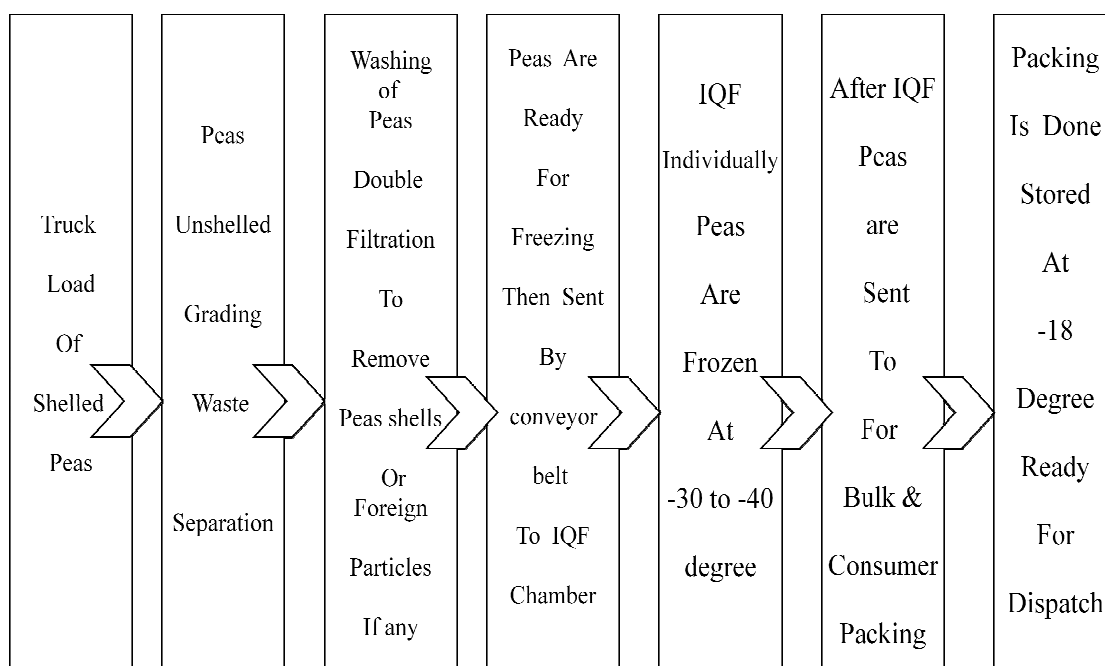 Truck
Load
Of
Shelled
Peas
Peas
Unshelled
Grading
Waste
Separation
Washing
of
Peas
Double
Filtration
To
Remove
Peas shells
Or
Foreign
Particles
If any
Peas Are
Ready
For
Freezing
Then Sent
By
conveyor
belt
To IQF
Chamber
IQF
Individually
Peas
Are
Frozen
At
-30 to -40
degree
After IQF
Peas
are
Sent
To
For
Bulk &
Consumer
Packing
Packing
Is Done
Stored
At
-18
Degree
Ready
For
Dispatch